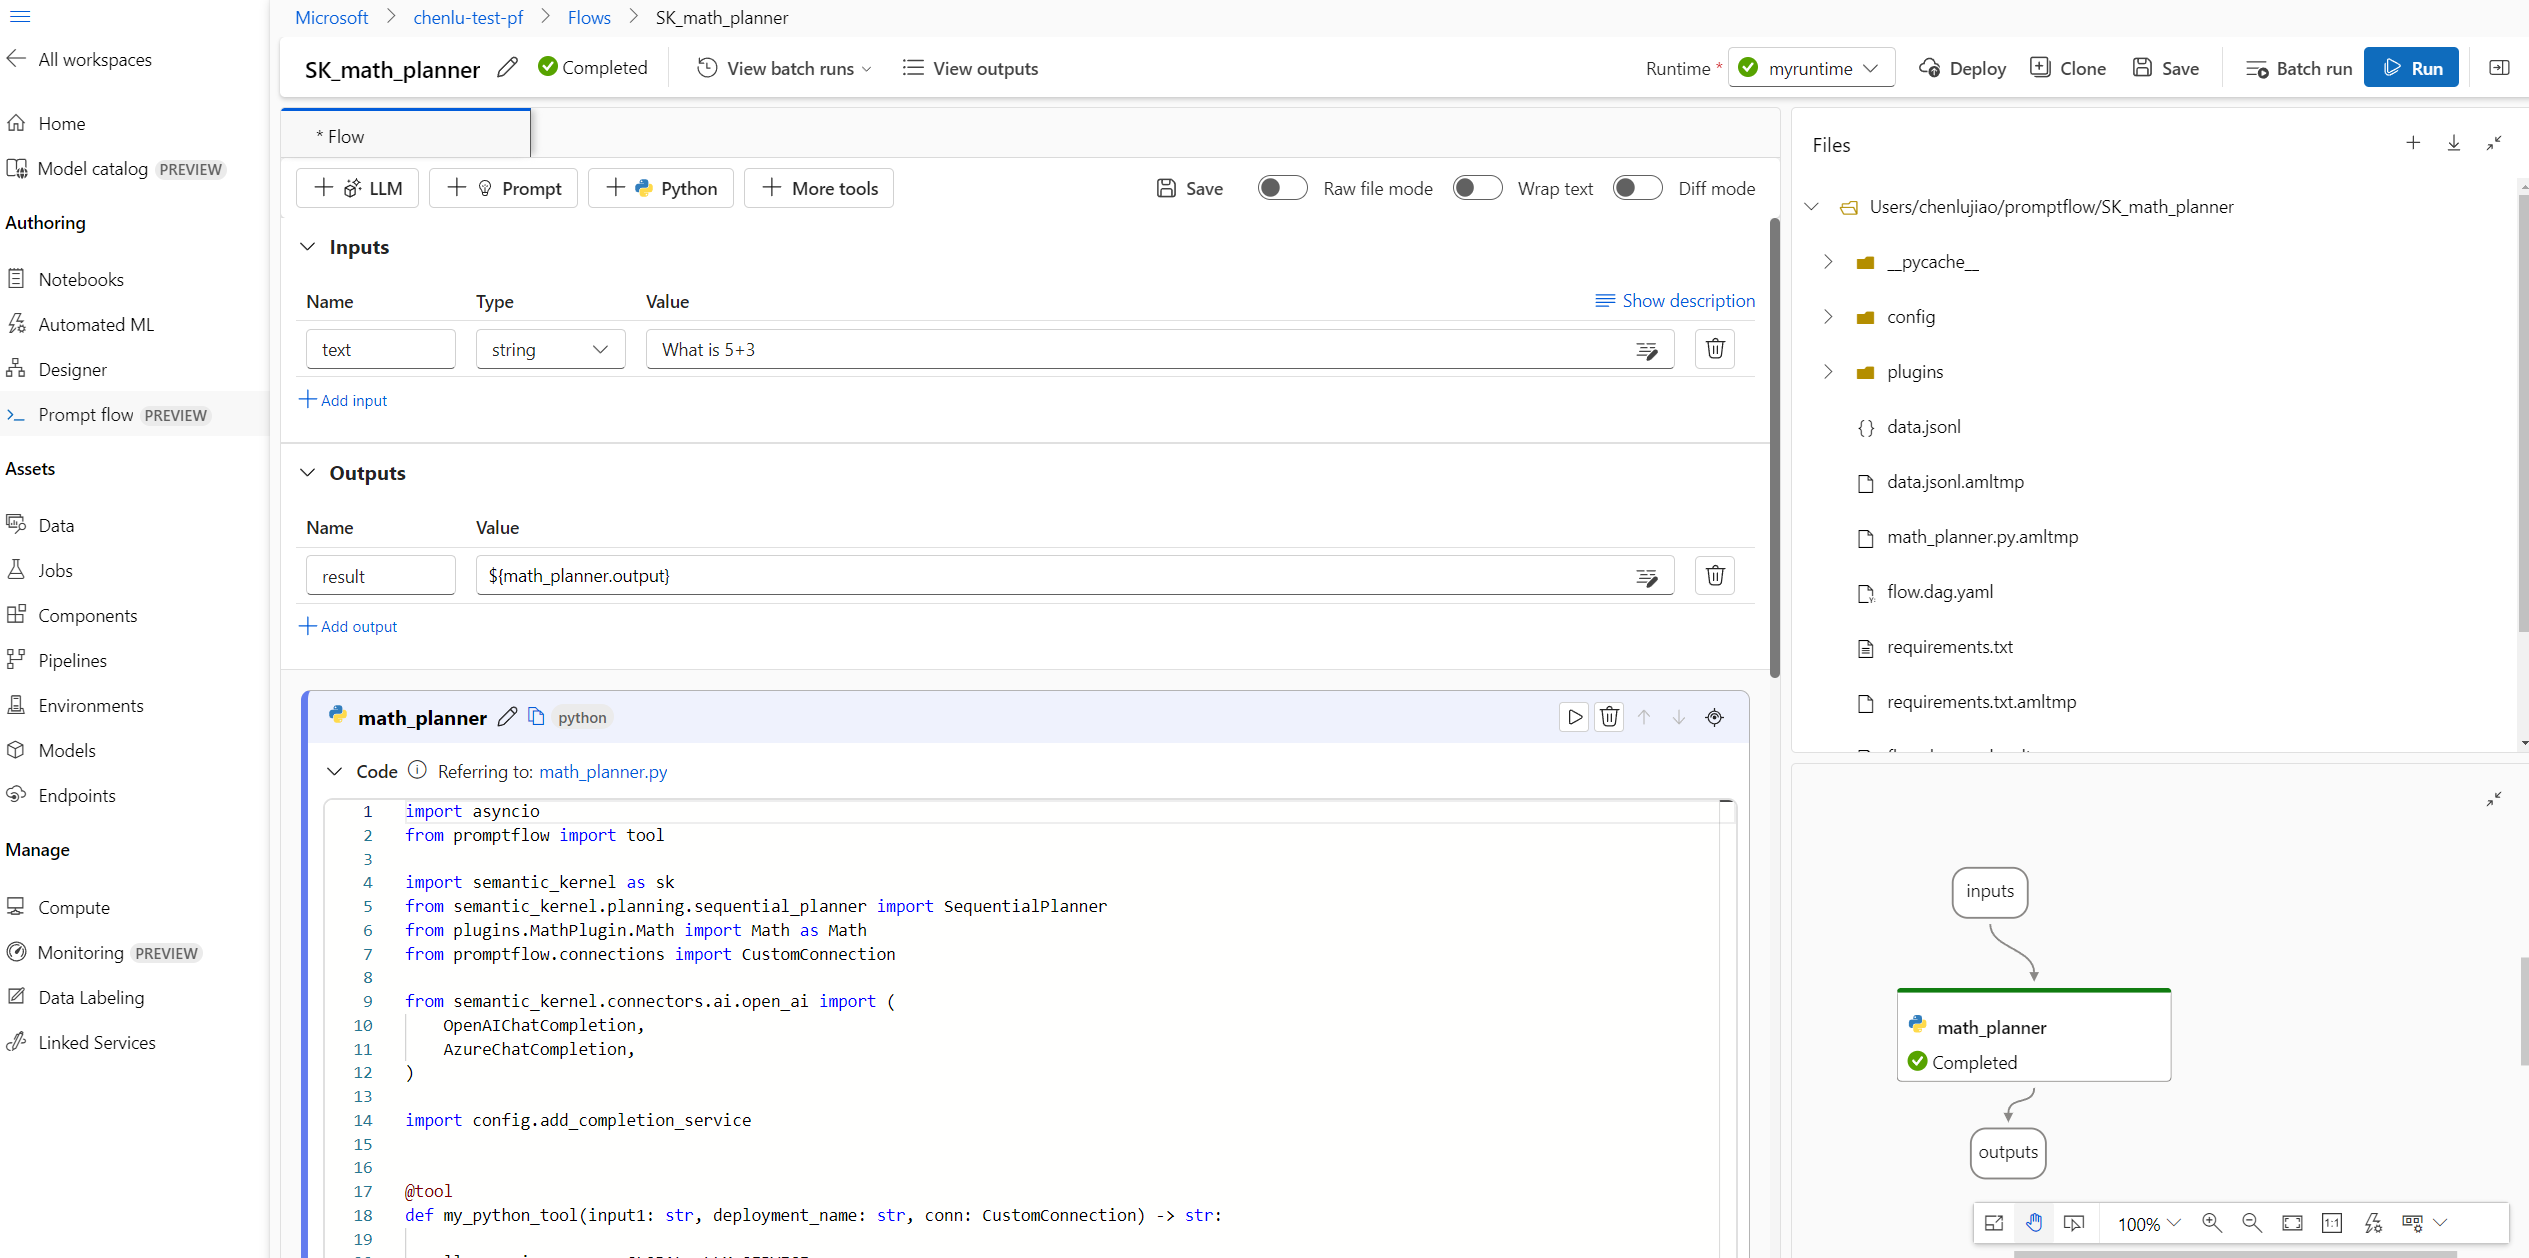 Microsoft > chenlu-test-pf > Flows > SK_math_planner
All workspaces
Home
Model catalog PREVIEW
Authoring
Notebooks
Automated ML
Designer
Prompt flow PREVIEW
Assets
Data
Jobs
Components
Pipelines
Environments
Models
Endpoints
Manage
Compute
Monitoring PREVIEW
Data Labeling
Linked Services
SK_math_planner Completed View batch runs View outputs
Runtime * myruntime Deploy Clone Save Batch run Run
* Flow
LLM Prompt Python More tools Save Raw file mode Wrap text Diff mode
Inputs
Name Type Value Show description
text string What is 5+3
Add input
Outputs
Name Value
result ${math_planner.output}
Add output
math_planner python
Code Referring to: math_planner.py
1 import asyncio
2 from promptflow import tool
3
4 import semantic_kernel as sk
5 from semantic_kernel.planning.sequential_planner import SequentialPlanner
6 from plugins.MathPlugin.Math import Math as Math
7 from promptflow.connections import CustomConnection
8
9 from semantic_kernel.connectors.ai.open_ai import (
10 OpenAIChatCompletion,
11 AzureChatCompletion,
12 )
13
14 import config.add_completion_service
15
16
17 @tool
18 def my_python_tool(input1: str, deployment_name: str, conn: CustomConnection) -> str:
19
Files
Users/chenlujiao/promptflow/SK_math_planner
__pycache__
config
plugins
{} data.jsonl
data.jsonl.amltmp
math_planner.py.amltmp
flow.dag.yaml
requirements.txt
requirements.txt.amltmp
inputs
math_planner
Completed
outputs
100% 1:1